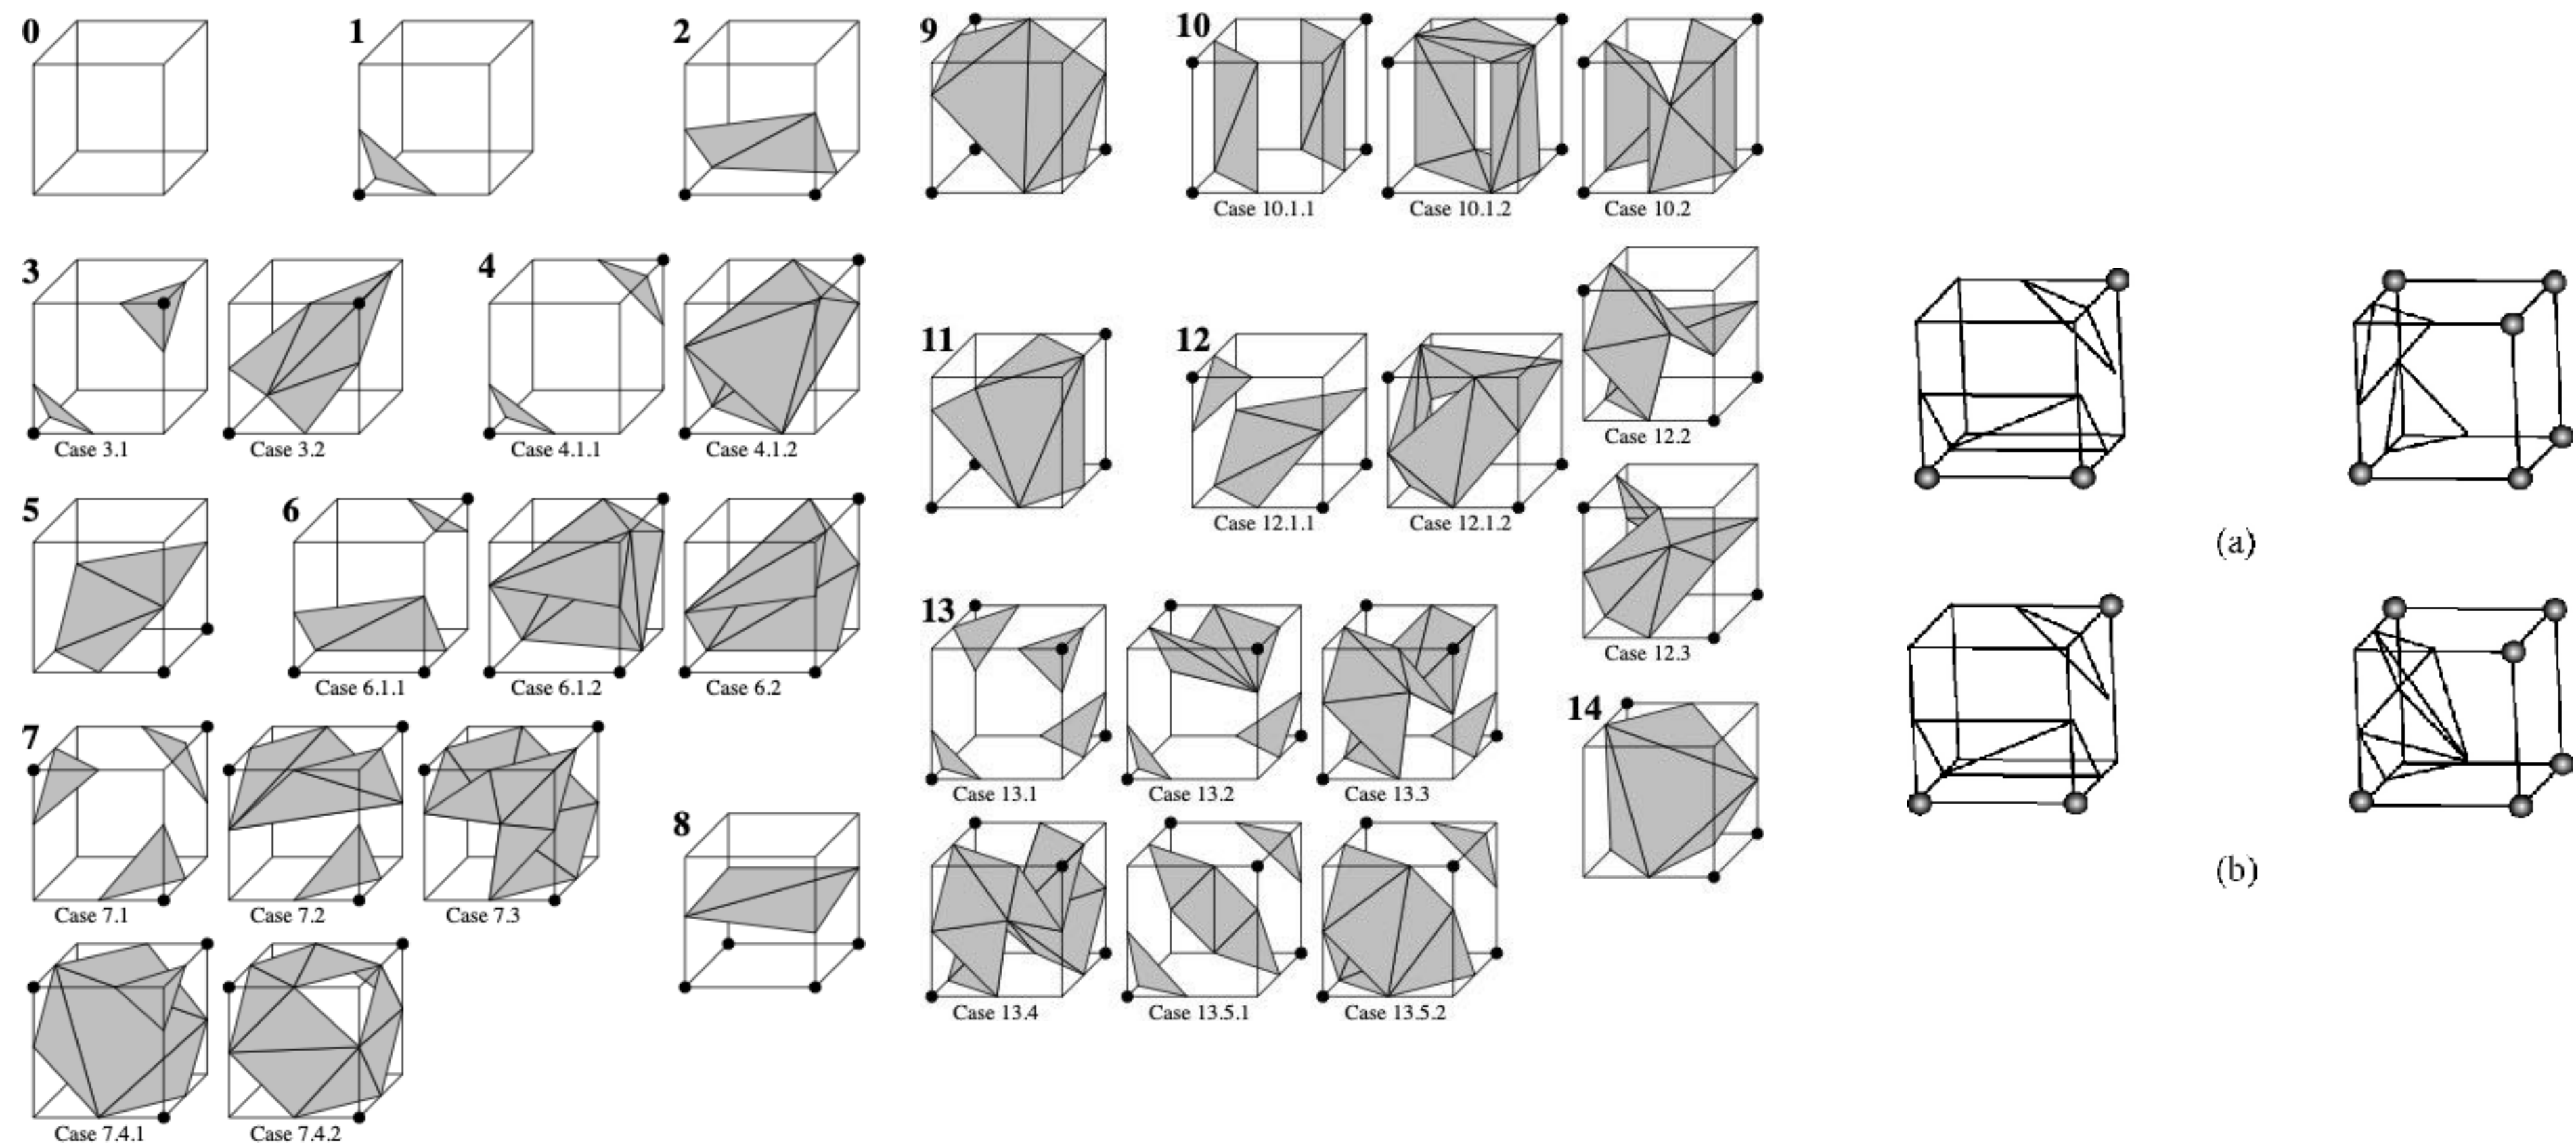 0
1
2
9
10
Case 10.1.1
Case 10.1.2
Case 10.2
3
Case 3.1
Case 3.2
4
Case 4.1.1
Case 4.1.2
11
12
Case 12.1.1
Case 12.1.2
Case 12.2
Case 12.3
5
6
Case 6.1.1
Case 6.1.2
Case 6.2
7
Case 7.1
Case 7.2
Case 7.3
Case 7.4.1
Case 7.4.2
8
13
Case 13.1
Case 13.2
Case 13.3
Case 13.4
Case 13.5.1
Case 13.5.2
14
(a)
(b)